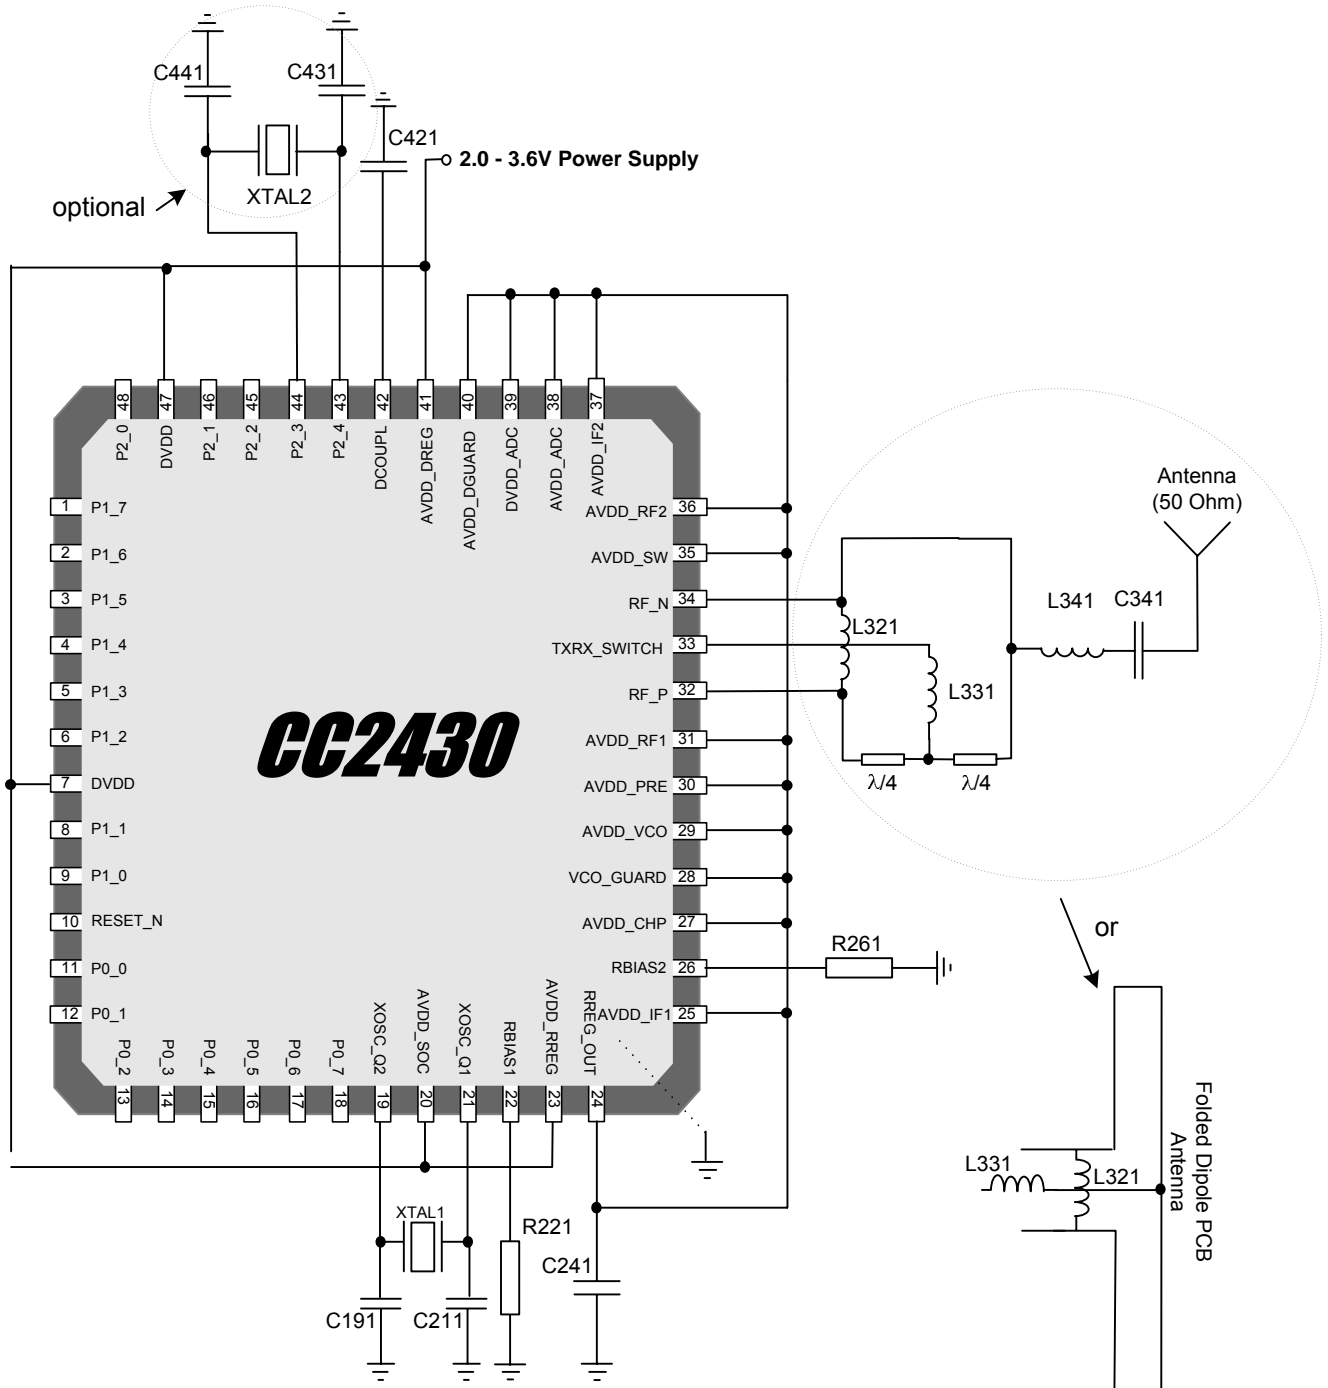 C441
C431
C421
2.0 - 3.6V Power Supply
optional
XTAL2
48
47
46
45
44
43
42
41
40
39
38
37
P2_0
DVDD
P2_1
P2_2
P2_3
P2_4
DCOUPL
AVDD_DREG
AVDD_DGUARD
DVDD_ADC
AVDD_ADC
AVDD_IF2
1 P1_7
2 P1_6
3 P1_5
4 P1_4
5 P1_3
6 P1_2
7 DVDD
8 P1_1
9 P1_0
10 RESET_N
11 P0_0
12 P0_1
CC2430
AVDD_RF2 36
AVDD_SW 35
RF_N 34
TXRX_SWITCH 33
RF_P 32
AVDD_RF1 31
AVDD_PRE 30
AVDD_VCO 29
VCO_GUARD 28
AVDD_CHP 27
RBIAS2 26
AVDD_IF1 25
P0_2
P0_3
P0_4
P0_5
P0_6
P0_7
XOSC_Q2
AVDD_SOC
XOSC_Q1
RBIAS1
AVDD_RREG
RREG_OUT
13
14
15
16
17
18
19
20
21
22
23
24
Antenna
(50 Ohm)
L341
C341
L321
L331
λ/4
λ/4
or
R261
XTAL1
R221
C241
C191
C211
L331
L321
Folded Dipole PCB
Antenna